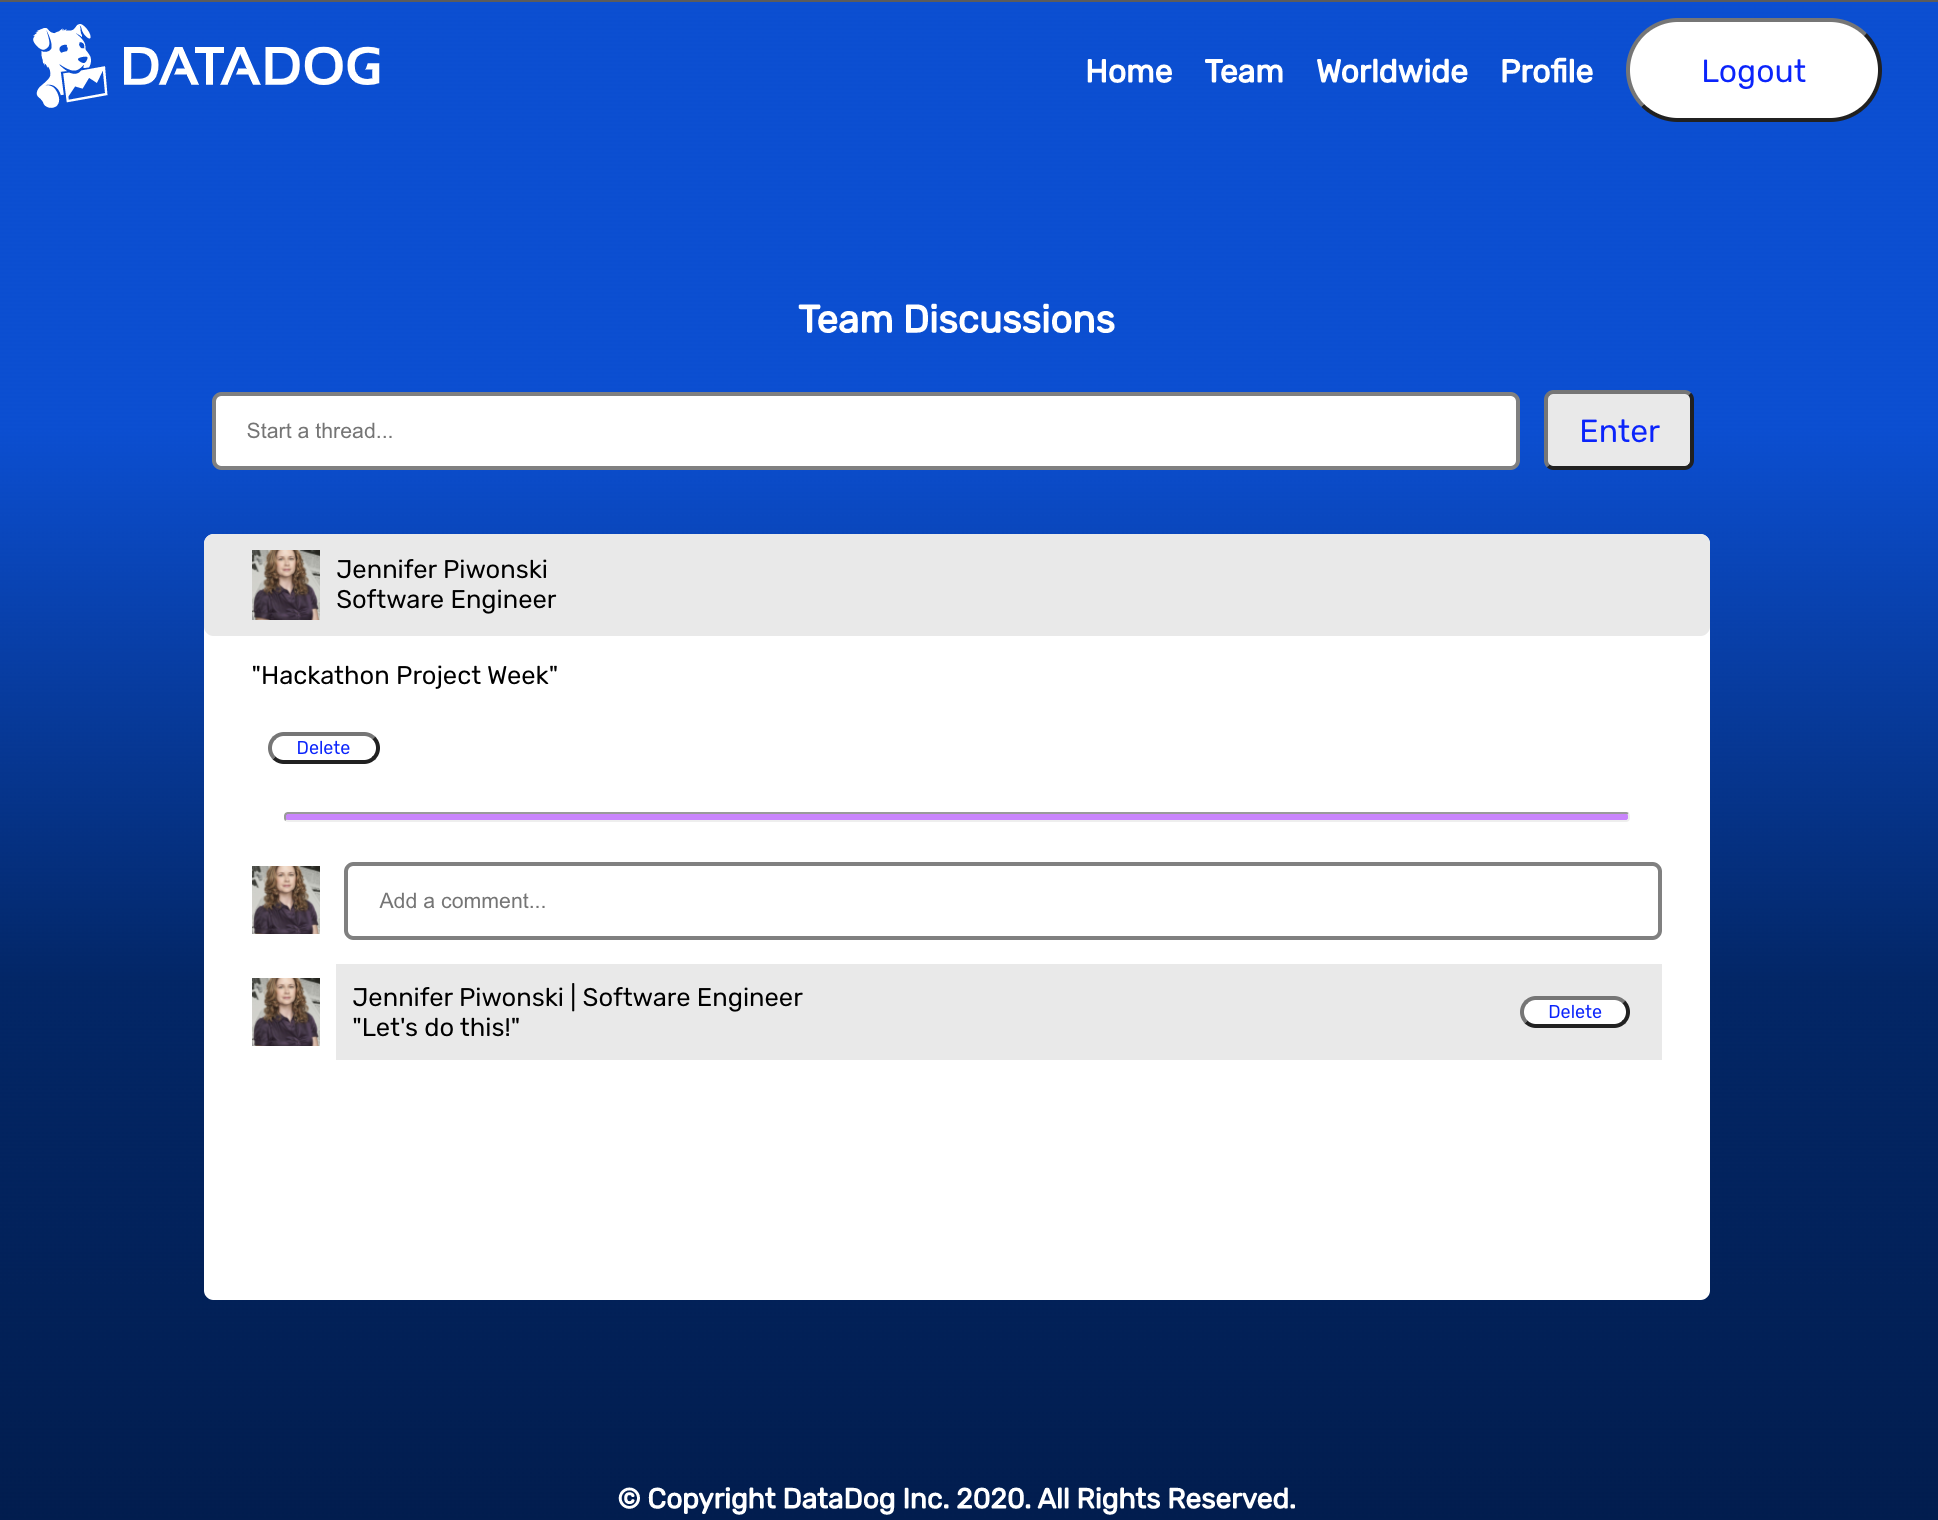 DATADOG
Home Team Worldwide Profile Logout
Team Discussions
Start a thread... Enter
Jennifer Piwonski
Software Engineer
"Hackathon Project Week"
Delete
Add a comment...
Jennifer Piwonski | Software Engineer
"Let's do this!"
Delete
© Copyright DataDog Inc. 2020. All Rights Reserved.